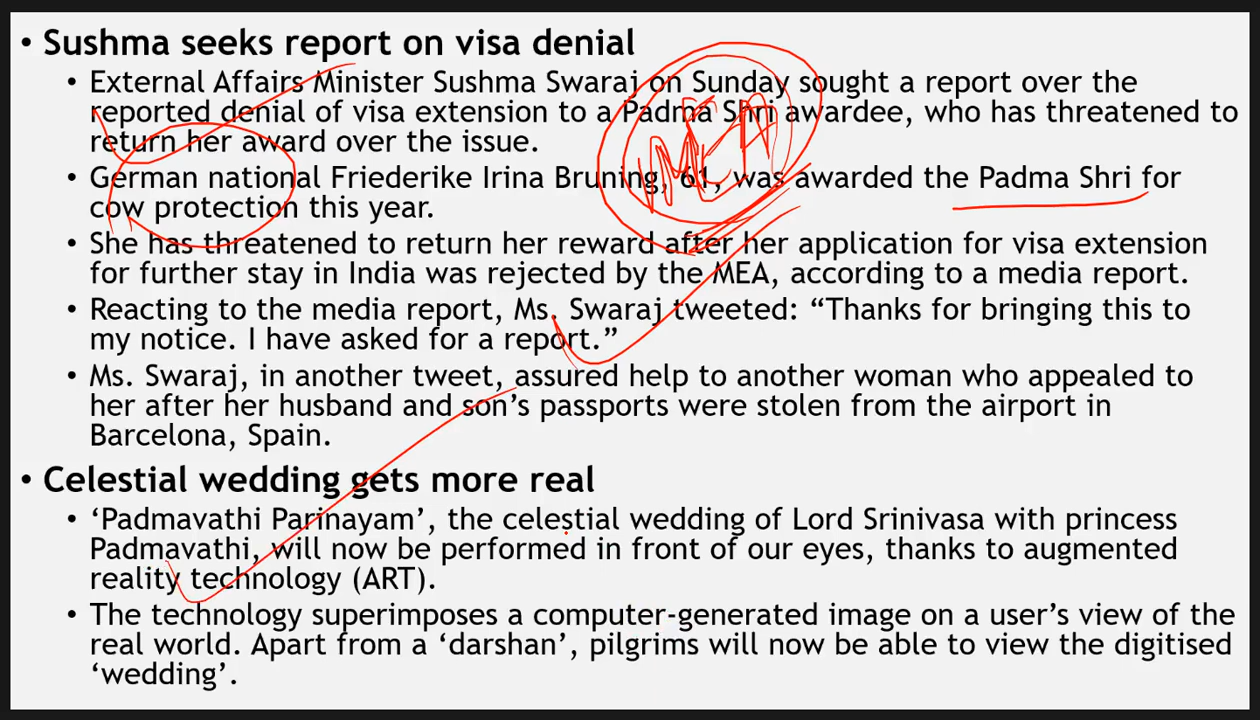 • Sushma seeks report on visa denial
• External Affairs Minister Sushma Swaraj on Sunday sought a report over the
reported denial of visa extension to a Padma Shri awardee, who has threatened to
return her award over the issue.
MEA
• German national Friederike Irina Bruning, 61, was awarded the Padma Shri for
cow protection this year.
• She has threatened to return her reward after her application for visa extension
for further stay in India was rejected by the MEA, according to a media report.
• Reacting to the media report, Ms. Swaraj tweeted: “Thanks for bringing this to
my notice. I have asked for a report.”
• Ms. Swaraj, in another tweet, assured help to another woman who appealed to
her after her husband and son’s passports were stolen from the airport in
Barcelona, Spain.
• Celestial wedding gets more real
• ‘Padmavathi Parinayam’, the celestial wedding of Lord Srinivasa with princess
Padmavathi, will now be performed in front of our eyes, thanks to augmented
reality technology (ART).
• The technology superimposes a computer-generated image on a user’s view of the
real world. Apart from a ‘darshan’, pilgrims will now be able to view the digitised
‘wedding’.